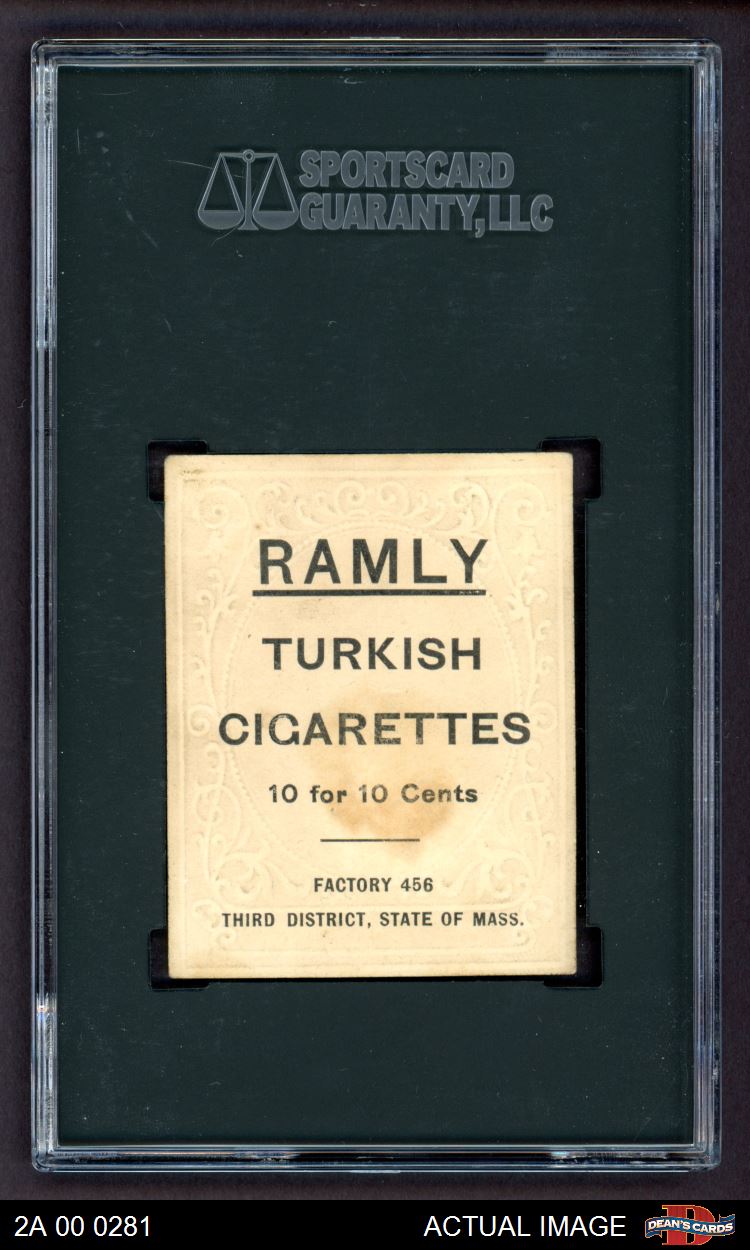 SPORTSCARD
GUARANTY, LLC
RAMLY
TURKISH
CIGARETTES
10 for 10 Cents
FACTORY 456
THIRD DISTRICT, STATE OF MASS.
2A 00 0281
ACTUAL IMAGE
DEAN'S CARDS